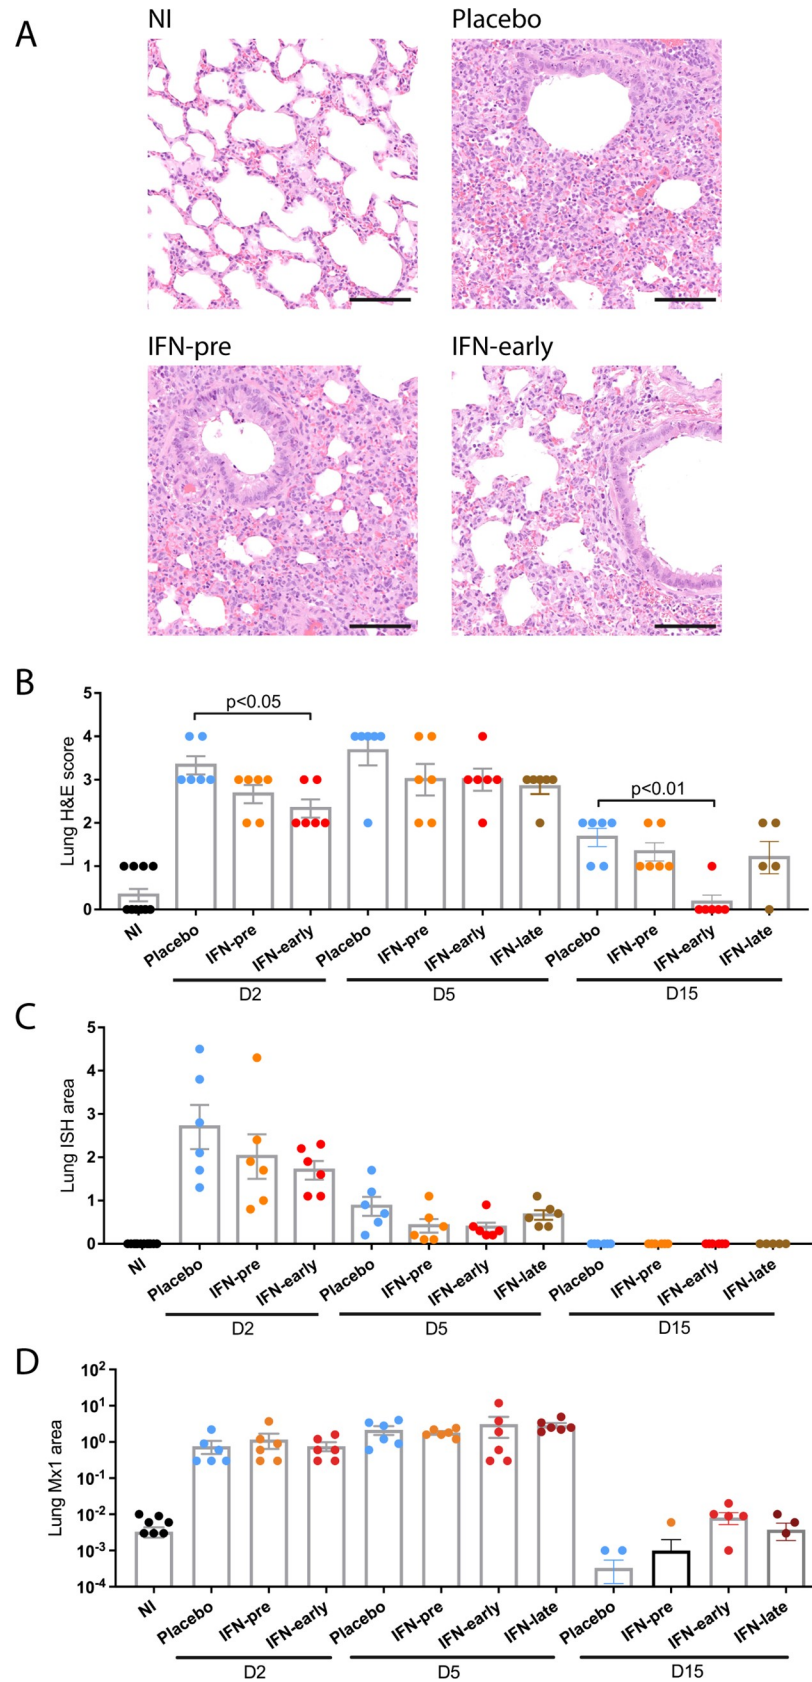 A
NI
Placebo
IFN-pre
IFN-early
B
Lung H&E score
5
4
3
2
1
0
p<0.05
p<0.01
NI
Placebo
IFN-pre
IFN-early
Placebo
IFN-pre
IFN-early
IFN-late
Placebo
IFN-pre
IFN-early
IFN-late
D2
D5
D15
C
Lung ISH area
5
4
3
2
1
0
NI
Placebo
IFN-pre
IFN-early
Placebo
IFN-pre
IFN-early
IFN-late
Placebo
IFN-pre
IFN-early
IFN-late
D2
D5
D15
D
Lung Mx1 area
10²
10¹
10⁰
10⁻¹
10⁻²
10⁻³
10⁻⁴
NI
Placebo
IFN-pre
IFN-early
Placebo
IFN-pre
IFN-early
IFN-late
Placebo
IFN-pre
IFN-early
IFN-late
D2
D5
D15